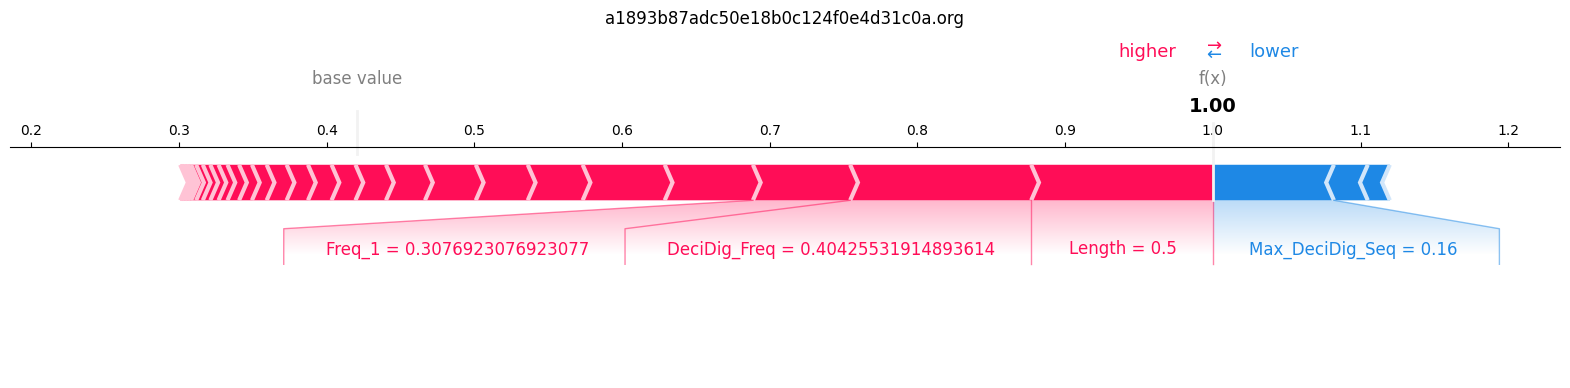 a1893b87adc50e18b0c124f0e4d31c0a.org
higher ⇄ lower
base value f(x)
1.00
0.2 0.3 0.4 0.5 0.6 0.7 0.8 0.9 1.0 1.1 1.2
Freq_1 = 0.3076923076923077 DeciDig_Freq = 0.40425531914893614 Length = 0.5 Max_DeciDig_Seq = 0.16